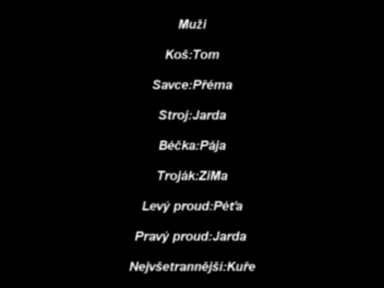 Muži
Koš:Tom
Savce:Přéma
Stroj:Jarda
Béčka:Pája
Troják:ZiMa
Levý proud:Péťa
Pravý proud:Jarda
Nejvšetrannější:Kuře